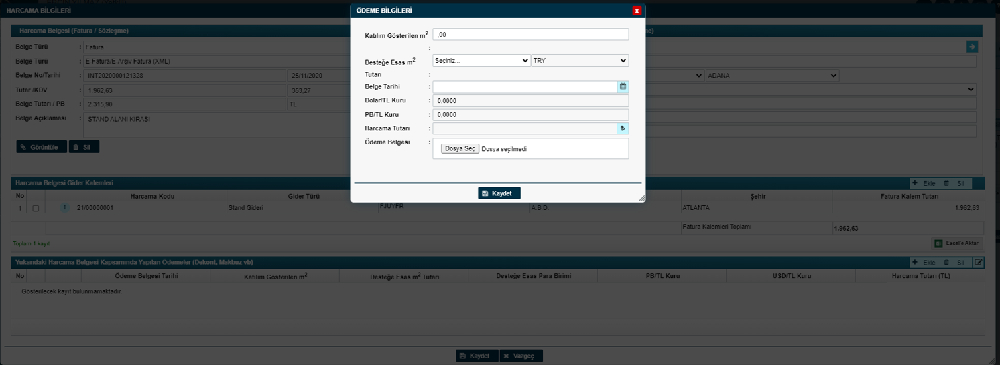 HARCAMA BİLGİLERİ
ÖDEME BİLGİLERİ
x
Katılım Gösterilen m2 ,00
:
Desteğe Esas m2 Seçiniz... TRY
Tutarı :
Belge Tarihi :
Dolar/TL Kuru : 0,0000
PB/TL Kuru : 0,0000
Harcama Tutarı : ₺
Ödeme Belgesi : Dosya Seç Dosya seçilmedi
Kaydet
Harcama Belgesi (Fatura / Sözleşme)
Belge Türü : Fatura
Belge Türü : E-Fatura/E-Arşiv Fatura (XML)
Belge No/Tarihi : INT2020000121328 25/11/2020 ADANA
Tutar /KDV : 1.962,63 353,27
Belge Tutarı / PB : 2.315,90 TL
Belge Açıklaması : STAND ALANI KİRASI
Görüntüle Sil
Harcama Belgesi Gider Kalemleri + Ekle Sil
No Harcama Kodu Gider Türü Şehir Fatura Kalem Tutarı
1 21/00000001 Stand Gideri FJUYFR A.B.D. ATLANTA 1.962,63
Fatura Kalemleri Toplamı 1.962,63
Toplam 1 kayıt Excel'e Aktar
Yukarıdaki Harcama Belgesi Kapsamında Yapılan Ödemeler (Dekont, Makbuz vb) + Ekle Sil
No Ödeme Belgesi Tarihi Katılım Gösterilen m2 Desteğe Esas m2 Tutarı Desteğe Esas Para Birimi PB/TL Kuru USD/TL Kuru Harcama Tutarı (TL)
Gösterilecek kayıt bulunmamaktadır.
Kaydet Vazgeç